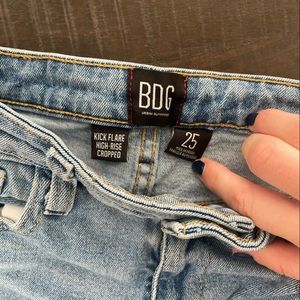 BDG
URBAN OUTFITTERS
KICK FLARE
HIGH-RISE
CROPPED
25